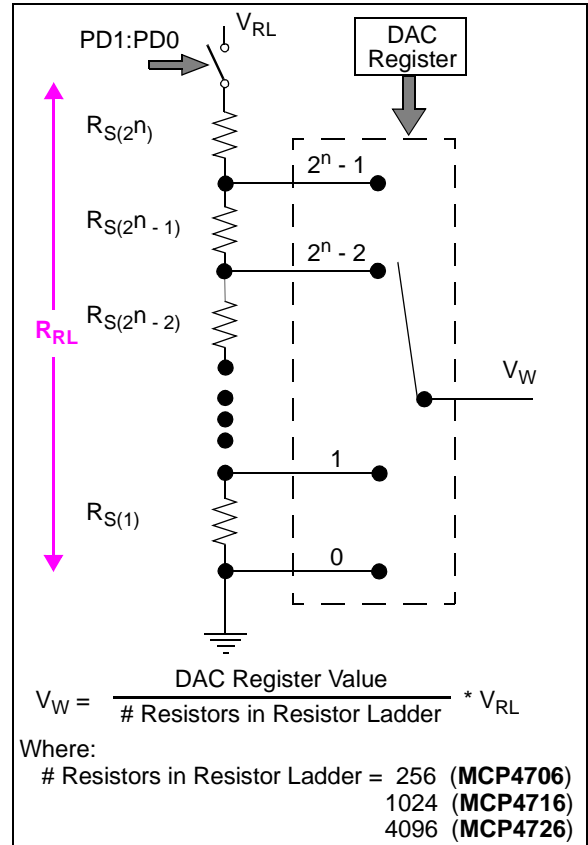 V_RL
PD1:PD0
DAC
Register
R_S(2^n)
2^n - 1
R_S(2^n - 1)
2^n - 2
R_S(2^n - 2)
R_RL
V_W
1
R_S(1)
0
V_W = DAC Register Value / # Resistors in Resistor Ladder * V_RL
Where:
# Resistors in Resistor Ladder = 256 (MCP4706)
1024 (MCP4716)
4096 (MCP4726)